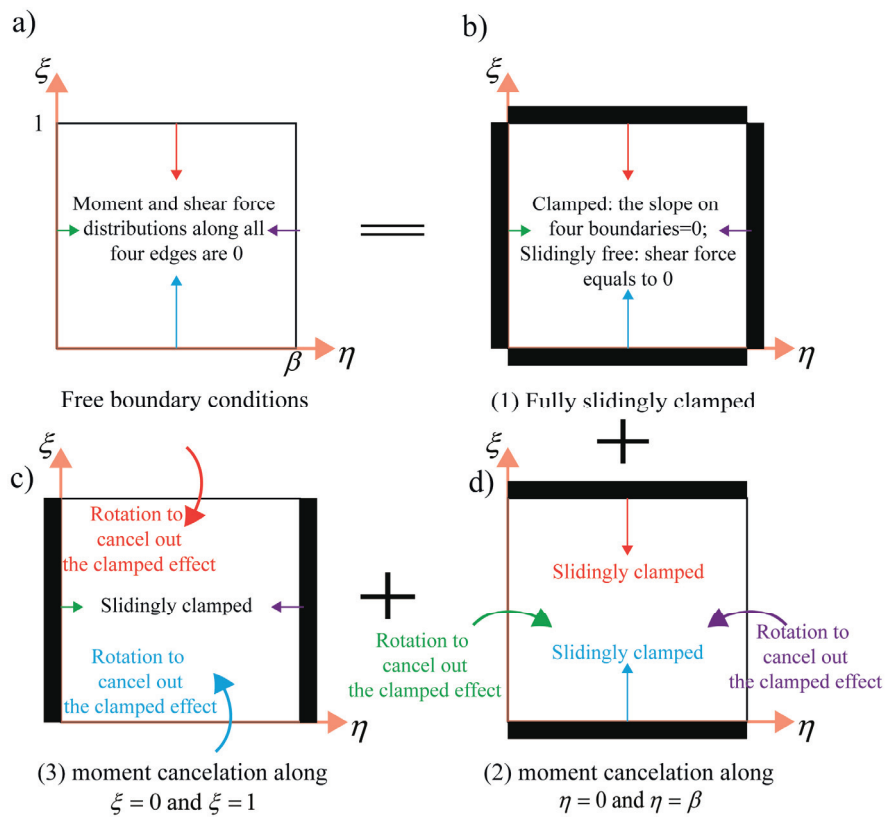 a)
ξ
1
Moment and shear force
distributions along all
four edges are 0
β
η
Free boundary conditions
b)
ξ
Clamped: the slope on
four boundaries=0;
Slidingly free: shear force
equals to 0
η
(1) Fully slidingly clamped
c)
ξ
Rotation to
cancel out
the clamped effect
Slidingly clamped
Rotation to
cancel out
the clamped effect
η
(3) moment cancelation along
ξ = 0 and ξ = 1
d)
Slidingly clamped
Rotation to
cancel out
the clamped effect
Slidingly clamped
Rotation to
cancel out
the clamped effect
η
(2) moment cancelation along
η = 0 and η = β